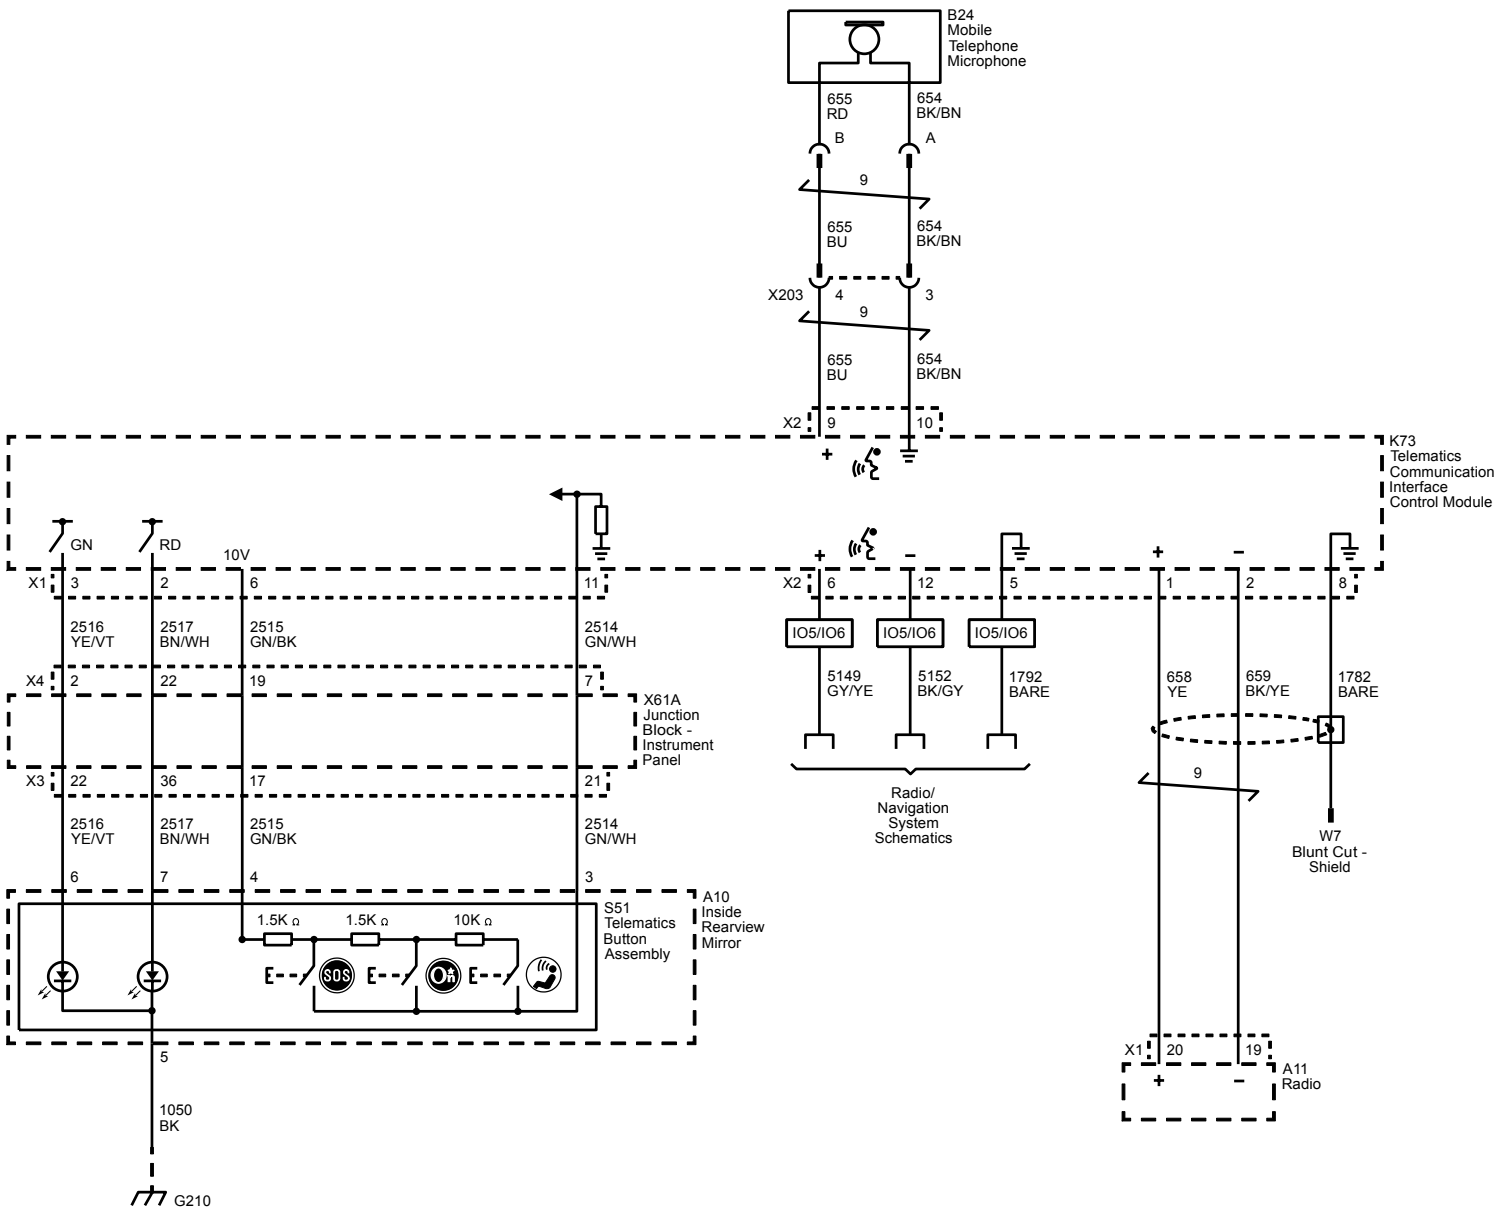 B24
Mobile
Telephone
Microphone
655
RD
654
BK/BN
B
A
9
655
BU
654
BK/BN
X203
4
3
9
655
BU
654
BK/BN
X2
9
10
K73
Telematics
Communication
Interface
Control Module
+
GN
RD
10V
+
−
+
−
X1
3
2
6
11
X2
6
12
5
1
2
8
2516
YE/VT
2517
BN/WH
2515
GN/BK
2514
GN/WH
IO5/IO6
IO5/IO6
IO5/IO6
X4
2
22
19
7
5149
GY/YE
5152
BK/GY
1792
BARE
658
YE
659
BK/YE
1782
BARE
X61A
Junction
Block -
Instrument
Panel
X3
22
36
17
21
9
Radio/
Navigation
System
Schematics
W7
Blunt Cut -
Shield
2516
YE/VT
2517
BN/WH
2515
GN/BK
2514
GN/WH
6
7
4
3
A10
Inside
Rearview
Mirror
S51
Telematics
Button
Assembly
1.5K Ω
1.5K Ω
10K Ω
SOS
On
5
1050
BK
G210
X1
20
19
A11
Radio
+
−